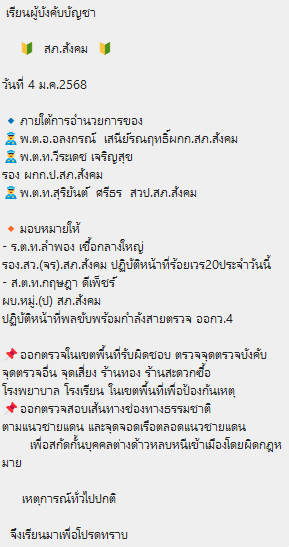 เรียนผู้บังคับบัญชา
🔰 สภ.สังคม 🔰
วันที่ 4 ม.ค.2568
🔹ภายใต้การอำนวยการของ
👮พ.ต.อ.อลงกรณ์ เสนีย์รณฤทธิ์ผกก.สภ.สังคม
👮พ.ต.ท.วีระเดช เจริญสุข
รอง ผกก.ป.สภ.สังคม
👮พ.ต.ท.สุริยันต์ ศรีธร สวป.สภ.สังคม
🔸มอบหมายให้
- ร.ต.ท.ลำพอง เชื้อกลางใหญ่
รอง.สว.(จร).สภ.สังคม ปฏิบัติหน้าที่ร้อยเวร20ประจำวันนี้
- ส.ต.ท.กฤษฎา ดีเพ็ชร์
ผบ.หมู่.(ป) สภ.สังคม
ปฏิบัติหน้าที่พลขับพร้อมกำลังสายตรวจ ออกว.4
📌ออกตรวจในเขตพื้นที่รับผิดชอบ ตรวจจุดตรวจบังคับ
จุดตรวจอื่น จุดเสี่ยง ร้านทอง ร้านสะดวกซื้อ
โรงพยาบาล โรงเรียน ในเขตพื้นที่เพื่อป้องกันเหตุ
📌ออกตรวจสอบเส้นทางช่องทางธรรมชาติ
ตามแนวชายแดน และจุดจอดเรือตลอดแนวชายแดน
เพื่อสกัดกั้นบุคคลต่างด้าวหลบหนีเข้าเมืองโดยผิดกฎห
มาย
เหตุการณ์ทั่วไปปกติ
จึงเรียนมาเพื่อโปรดทราบ